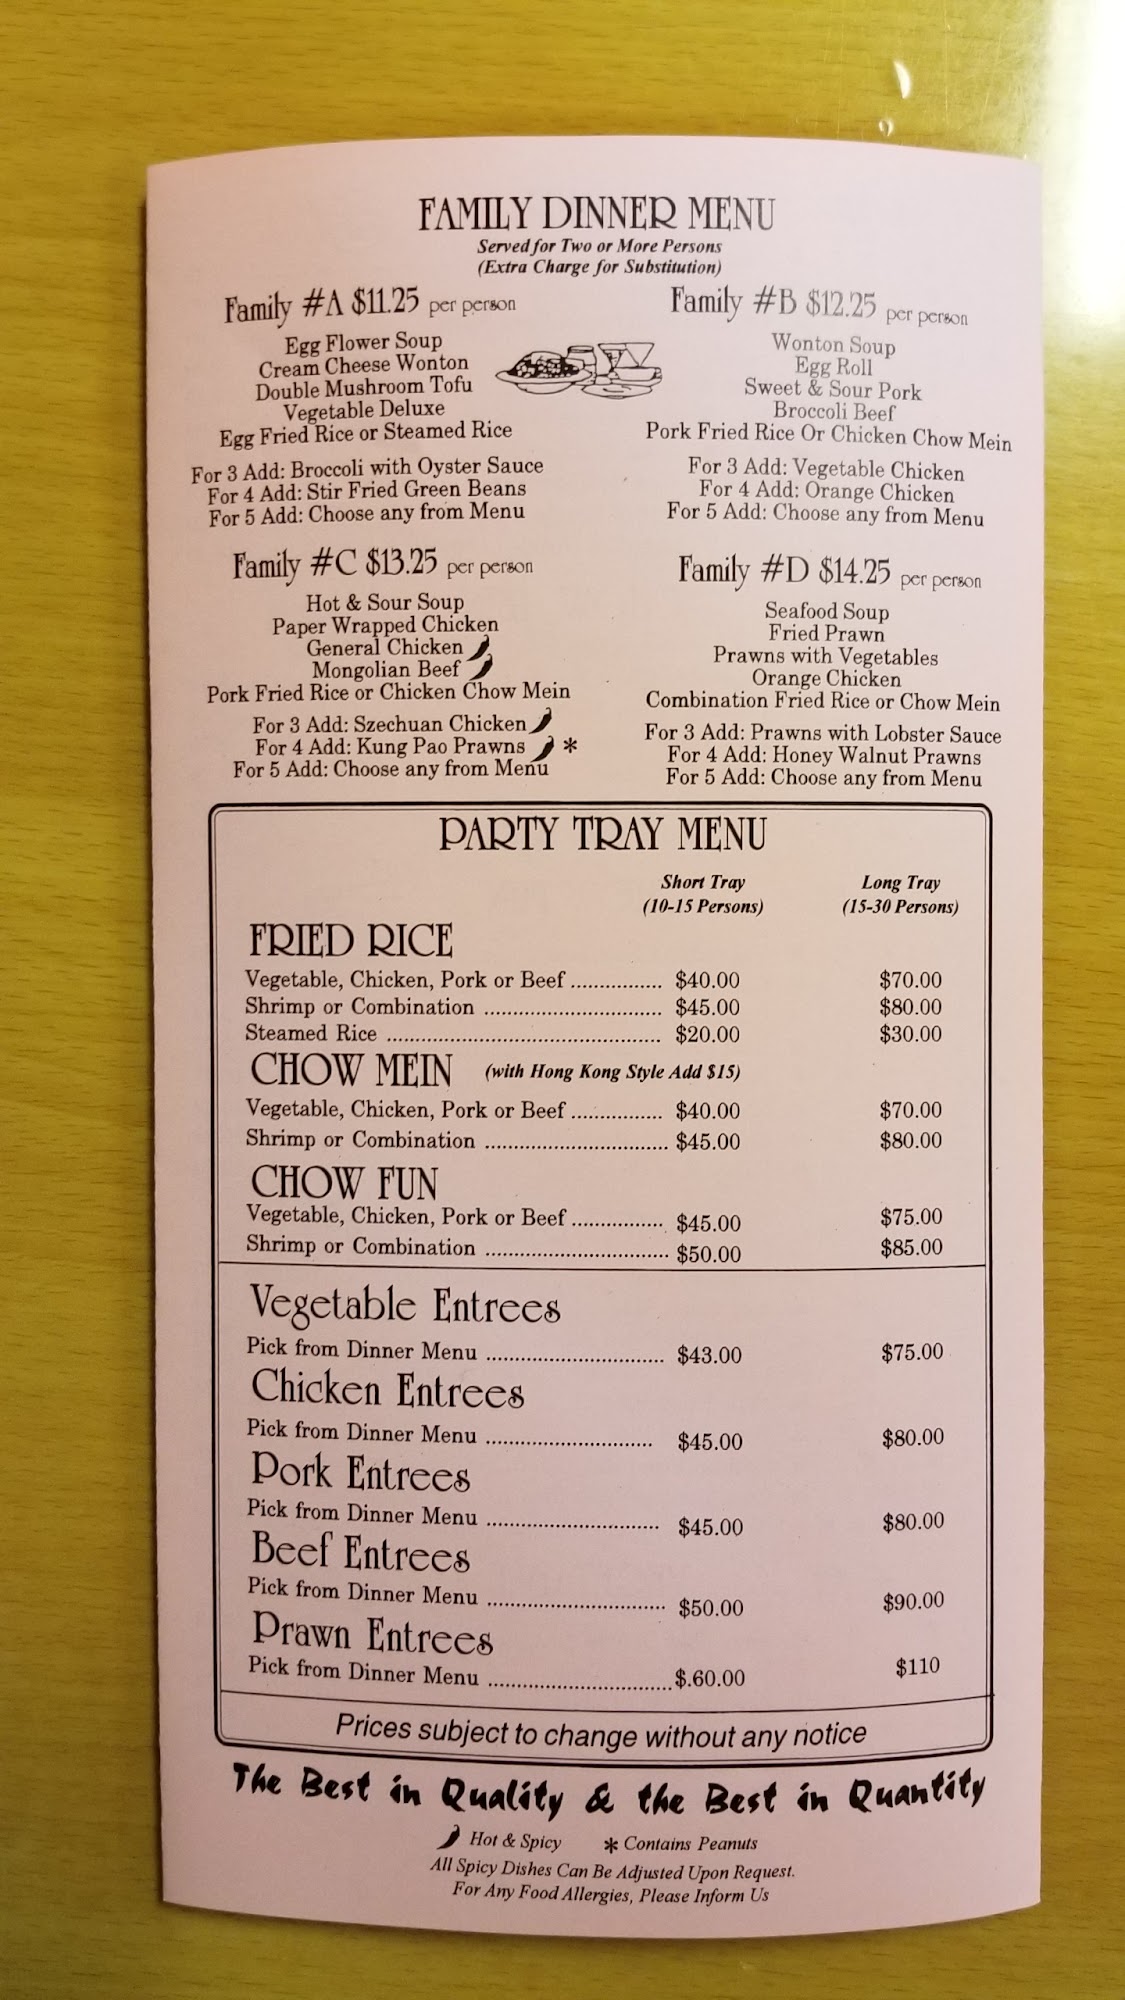 FAMILY DINNER MENU
Served for Two or More Persons
(Extra Charge for Substitution)
Family #A $11.25 per person
Egg Flower Soup
Cream Cheese Wonton
Double Mushroom Tofu
Vegetable Deluxe
Egg Fried Rice or Steamed Rice
For 3 Add: Broccoli with Oyster Sauce
For 4 Add: Stir Fried Green Beans
For 5 Add: Choose any from Menu
Family #B $12.25 per person
Wonton Soup
Egg Roll
Sweet & Sour Pork
Broccoli Beef
Pork Fried Rice Or Chicken Chow Mein
For 3 Add: Vegetable Chicken
For 4 Add: Orange Chicken
For 5 Add: Choose any from Menu
Family #C $13.25 per person
Hot & Sour Soup
Paper Wrapped Chicken
General Chicken
Mongolian Beef
Pork Fried Rice or Chicken Chow Mein
For 3 Add: Szechuan Chicken
For 4 Add: Kung Pao Prawns *
For 5 Add: Choose any from Menu
Family #D $14.25 per person
Seafood Soup
Fried Prawn
Prawns with Vegetables
Orange Chicken
Combination Fried Rice or Chow Mein
For 3 Add: Prawns with Lobster Sauce
For 4 Add: Honey Walnut Prawns
For 5 Add: Choose any from Menu
PARTY TRAY MENU
Short Tray Long Tray
(10-15 Persons) (15-30 Persons)
FRIED RICE
Vegetable, Chicken, Pork or Beef ................ $40.00 $70.00
Shrimp or Combination ................................ $45.00 $80.00
Steamed Rice ................................................. $20.00 $30.00
CHOW MEIN (with Hong Kong Style Add $15)
Vegetable, Chicken, Pork or Beef ................ $40.00 $70.00
Shrimp or Combination ................................. $45.00 $80.00
CHOW FUN
Vegetable, Chicken, Pork or Beef ................ $45.00 $75.00
Shrimp or Combination ................................. $50.00 $85.00
Vegetable Entrees
Pick from Dinner Menu ................................ $43.00 $75.00
Chicken Entrees
Pick from Dinner Menu .............................. $45.00 $80.00
Pork Entrees
Pick from Dinner Menu ............................... $45.00 $80.00
Beef Entrees
Pick from Dinner Menu ................................ $50.00 $90.00
Prawn Entrees
Pick from Dinner Menu ................................. $.60.00 $110
Prices subject to change without any notice
The Best in Quality & the Best in Quantity
Hot & Spicy * Contains Peanuts
All Spicy Dishes Can Be Adjusted Upon Request.
For Any Food Allergies, Please Inform Us